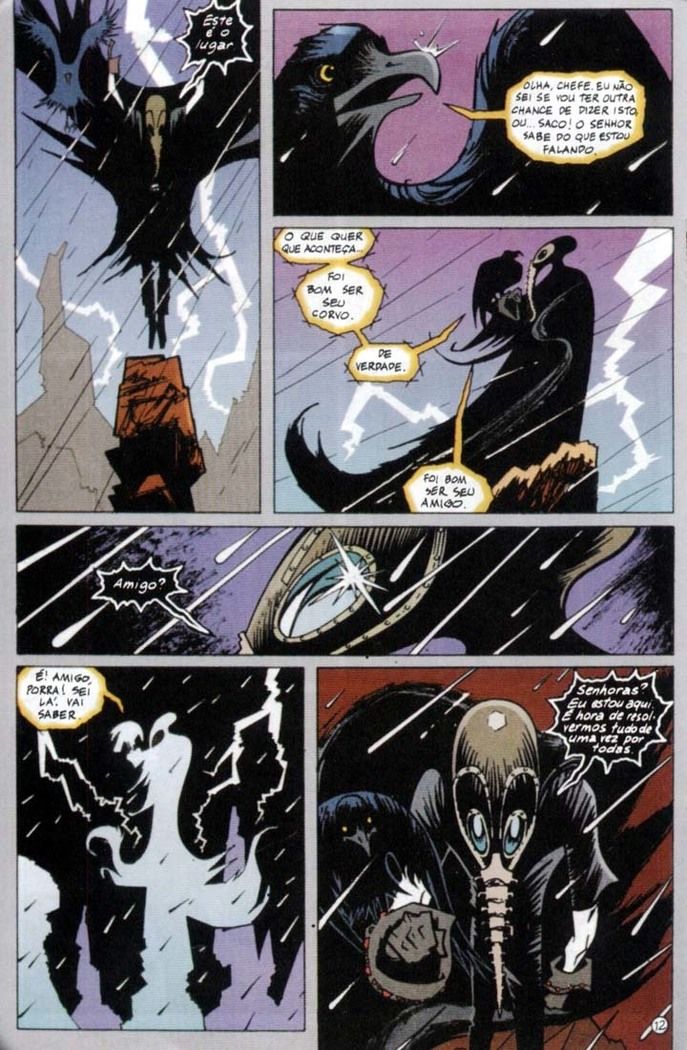 Este
é o
lugar
OLHA, CHEFE. EU NÃO
SEI SE VOU TER OUTRA
CHANCE DE DIZER ISTO,
OU... SACO! O SENHOR
SABE DO QUE ESTOU
FALANDO.
O QUE QUER
QUE ACONTEÇA...
FOI
BOM SER
SEU
CORVO.
DE
VERDADE.
FOI BOM
SER SEU
AMIGO.
Amigo?
É! AMIGO,
PORRA! SEI
LÁ. VAI
SABER.
Senhoras?
Eu estou aqui.
É hora de resol-
vermos tudo de
uma vez por
todas.
12